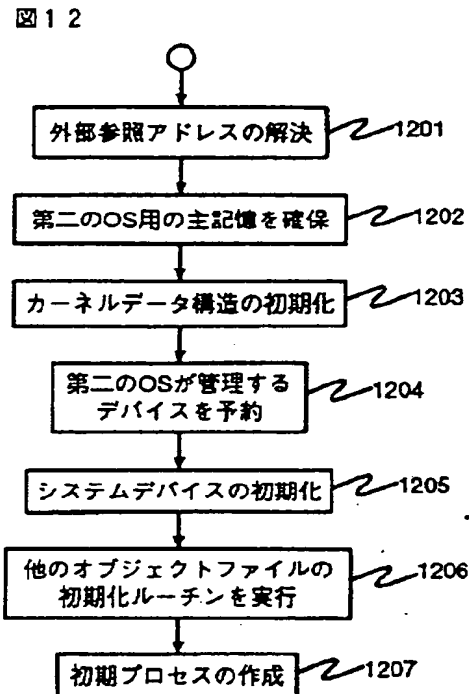 図12
外部参照アドレスの解決
1201
第二のOS用の主記憶を確保
1202
カーネルデータ構造の初期化
1203
第二のOSが管理する
デバイスを予約
1204
システムデバイスの初期化
1205
他のオブジェクトファイルの
初期化ルーチンを実行
1206
初期プロセスの作成
1207